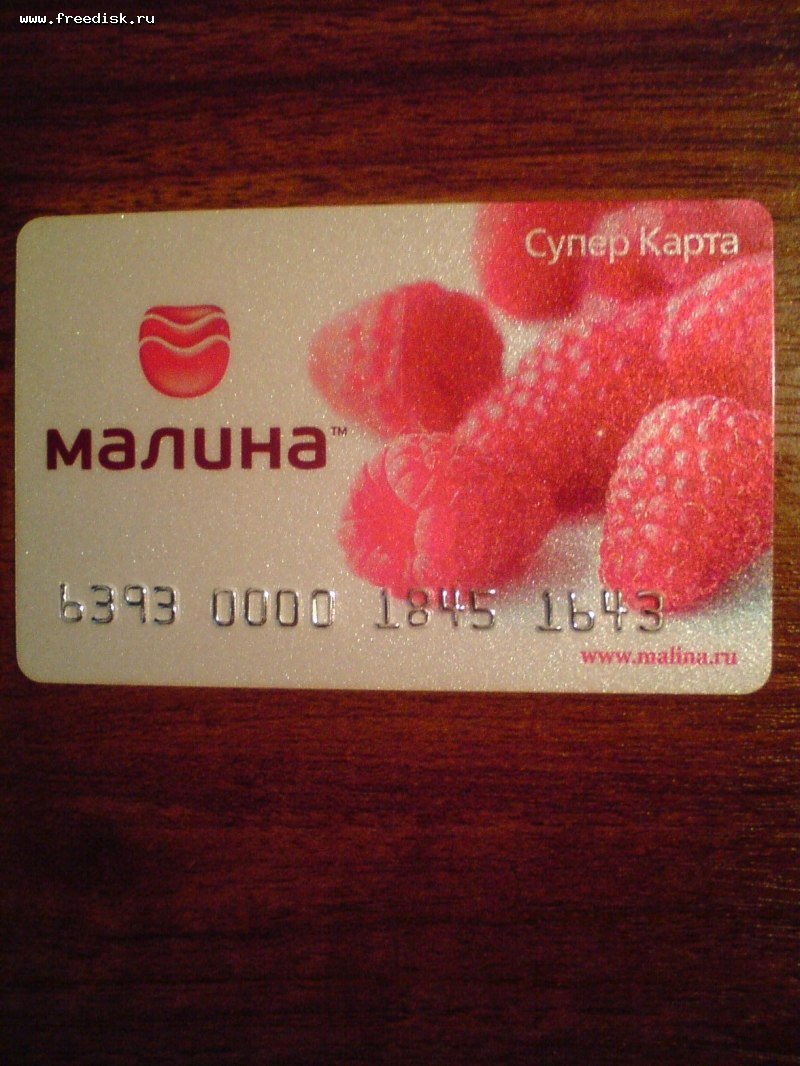 www.freedisk.ru
Супер Карта
малина™
6393 0000 1845 1643
www.malina.ru